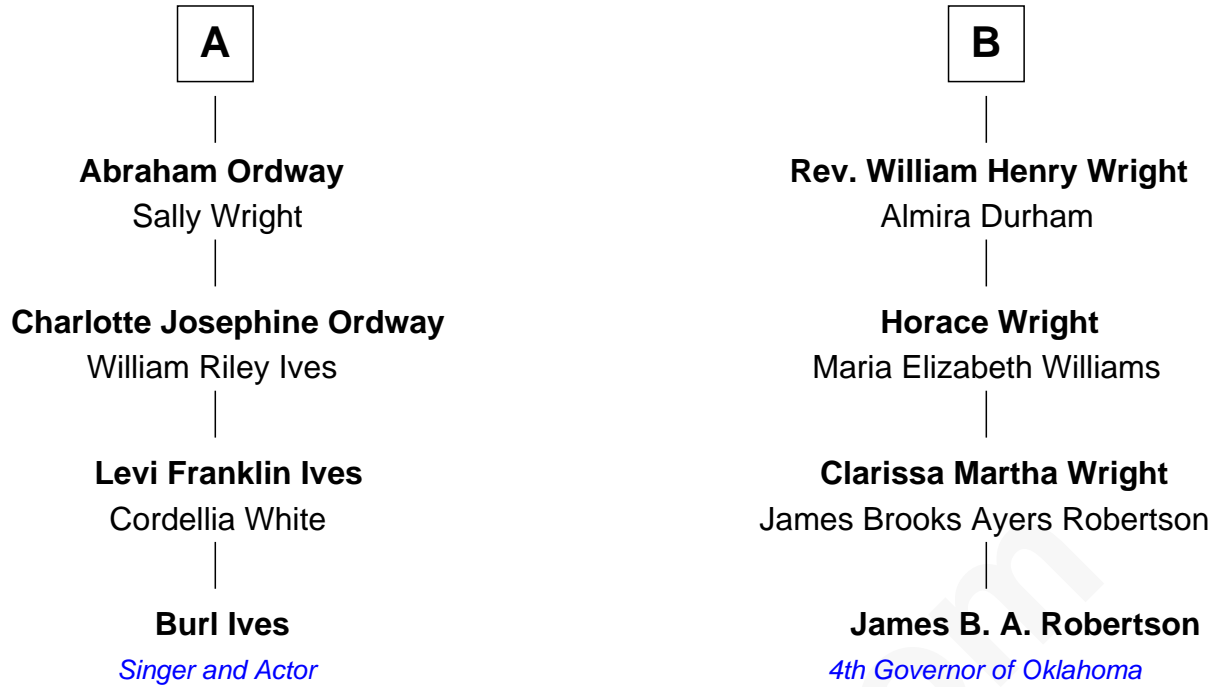 A
B
Abraham Ordway
Sally Wright
Rev. William Henry Wright
Almira Durham
Charlotte Josephine Ordway
William Riley Ives
Horace Wright
Maria Elizabeth Williams
Levi Franklin Ives
Cordellia White
Clarissa Martha Wright
James Brooks Ayers Robertson
Burl Ives
Singer and Actor
James B. A. Robertson
4th Governor of Oklahoma